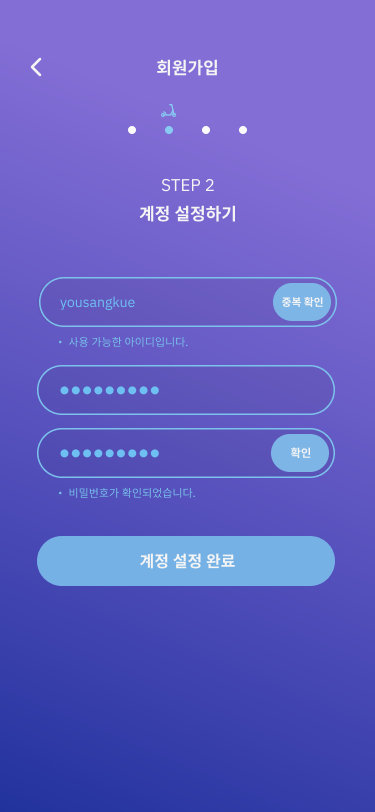 회원가입
STEP 2
계정 설정하기
yousangkue
중복 확인
• 사용 가능한 아이디입니다.
●●●●●●●●●
●●●●●●●●●
확인
• 비밀번호가 확인되었습니다.
계정 설정 완료